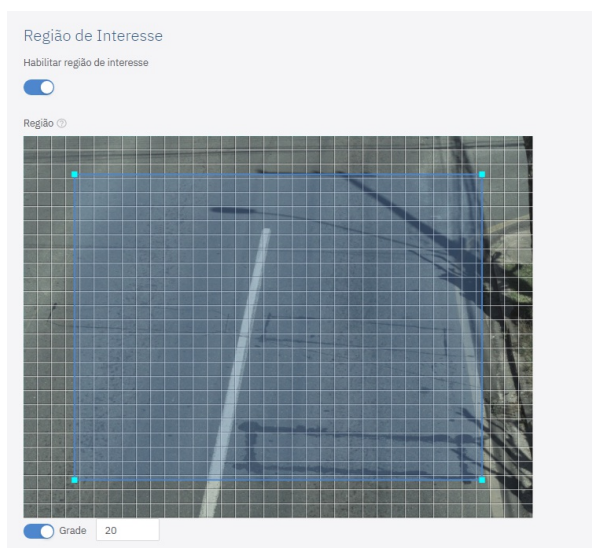 Região de Interesse
Habilitar região de interesse
Região ?
Grade 20